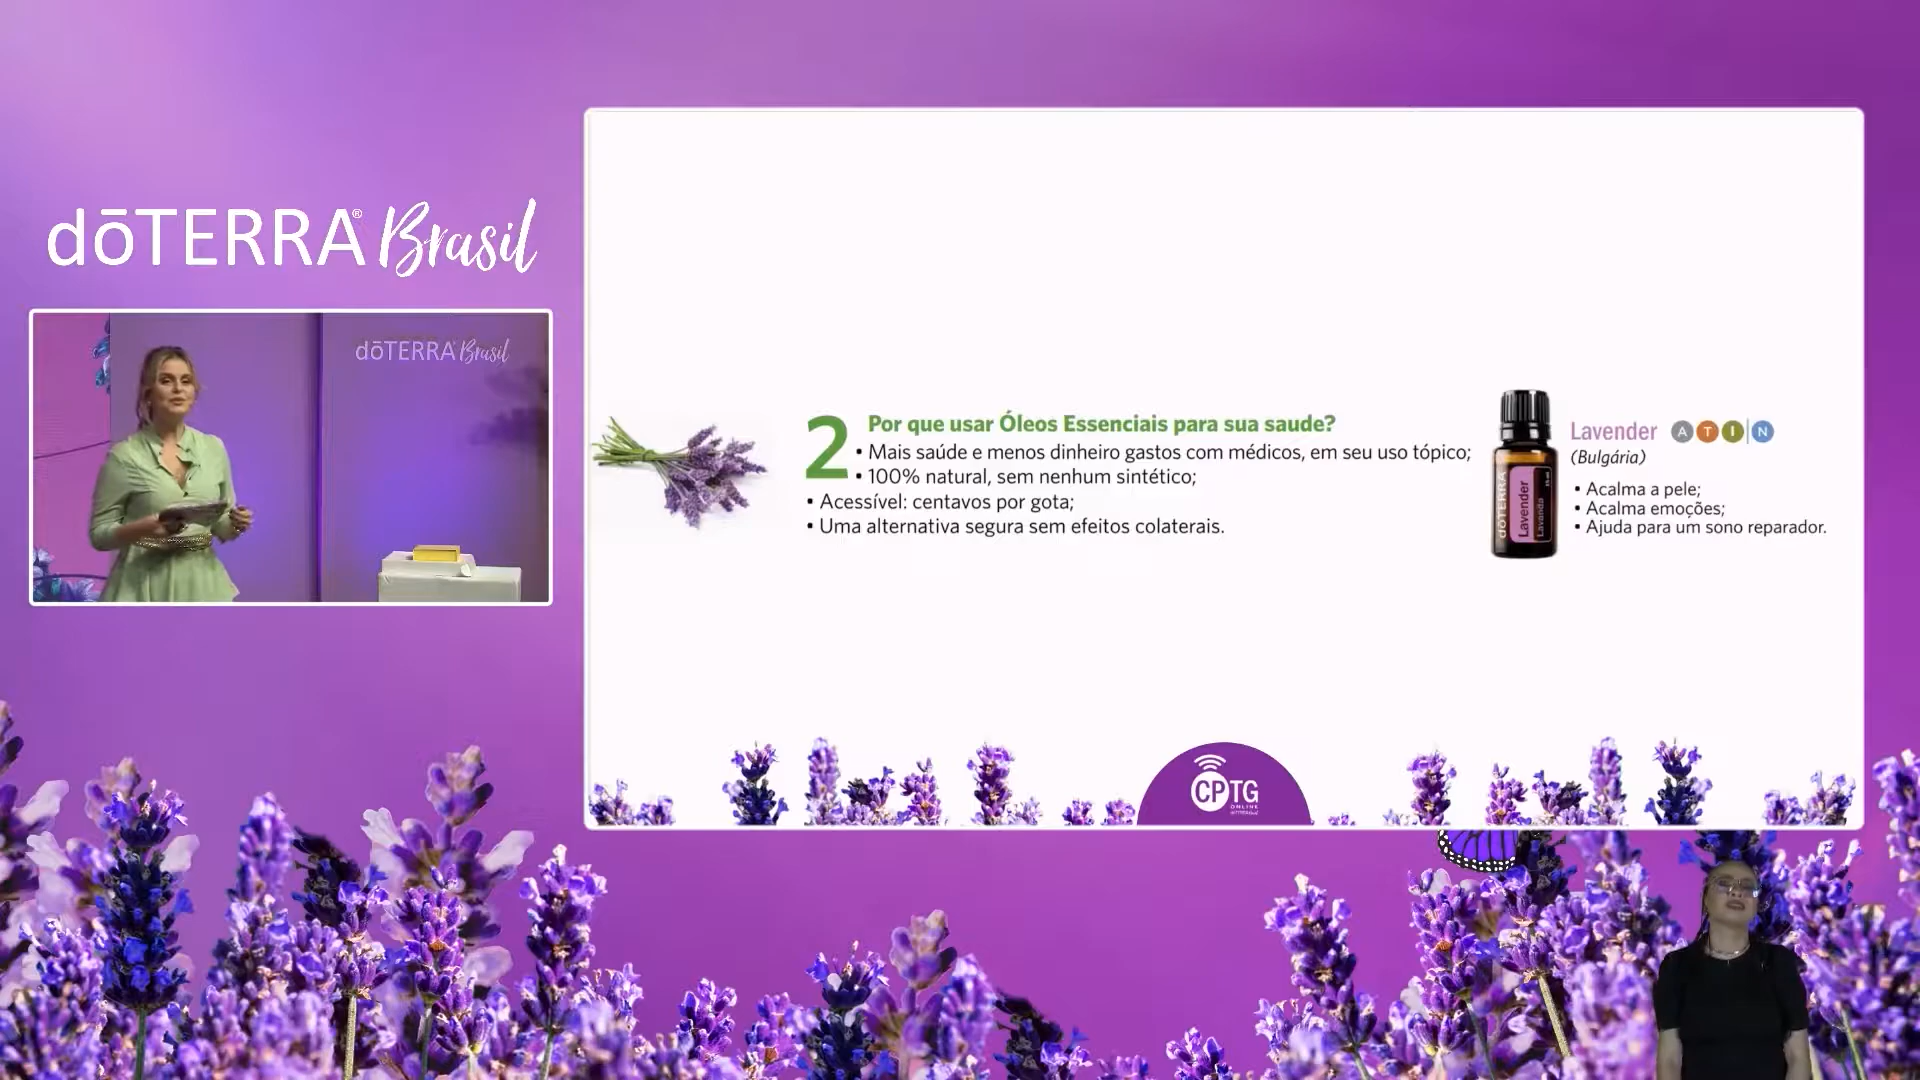 dōTERRA® Brasil
dōTERRA Brasil
2
Por que usar Óleos Essenciais para sua saude?
• Mais saúde e menos dinheiro gastos com médicos, em seu uso tópico;
• 100% natural, sem nenhum sintético;
• Acessível: centavos por gota;
• Uma alternativa segura sem efeitos colaterais.
dōTERRA
Lavender
Lavanda
Lavender A T I | N
(Bulgária)
• Acalma a pele;
• Acalma emoções;
• Ajuda para um sono reparador.
CPTG
ONLINE